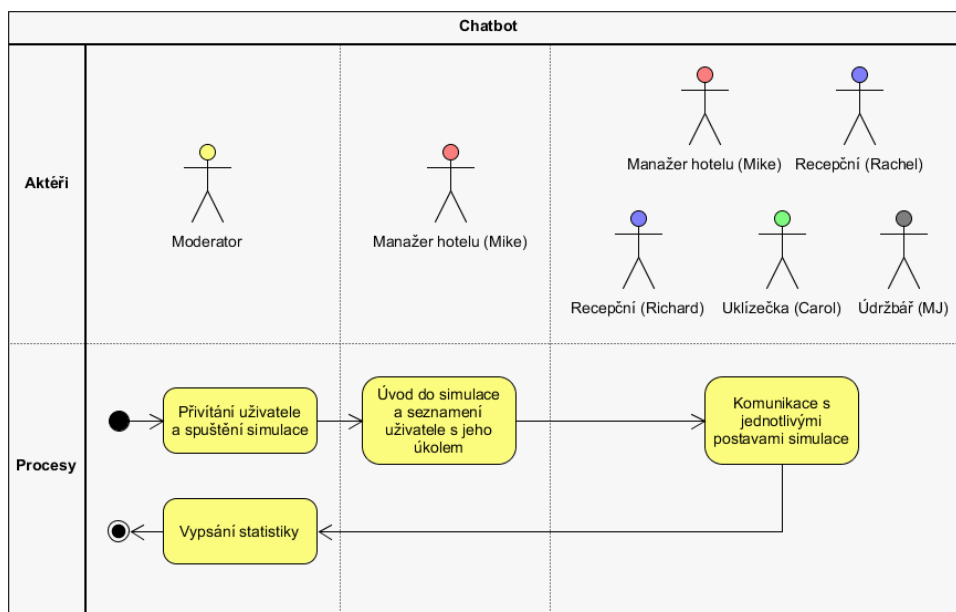 Chatbot
Aktéři
Moderator
Manažer hotelu (Mike)
Manažer hotelu (Mike)
Recepční (Rachel)
Recepční (Richard)
Uklízečka (Carol)
Údržbář (MJ)
Procesy
Přivítání uživatele
a spuštění simulace
Úvod do simulace
a seznamení
uživatele s jeho
úkolem
Komunikace s
jednotlivými
postavami simulace
Vypsání statistiky